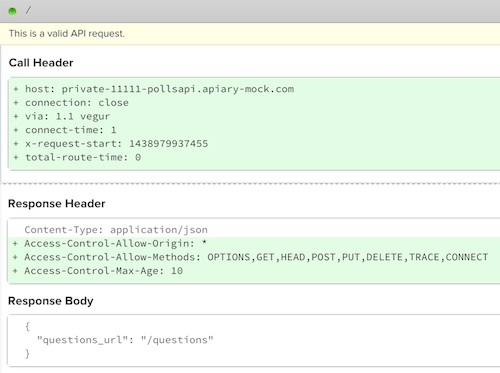 /
This is a valid API request.
Call Header
+ host: private-11111-pollsapi.apiary-mock.com
+ connection: close
+ via: 1.1 vegur
+ connect-time: 1
+ x-request-start: 1438979937455
+ total-route-time: 0
Response Header
Content-Type: application/json
+ Access-Control-Allow-Origin: *
+ Access-Control-Allow-Methods: OPTIONS,GET,HEAD,POST,PUT,DELETE,TRACE,CONNECT
+ Access-Control-Max-Age: 10
Response Body
{
"questions_url": "/questions"
}